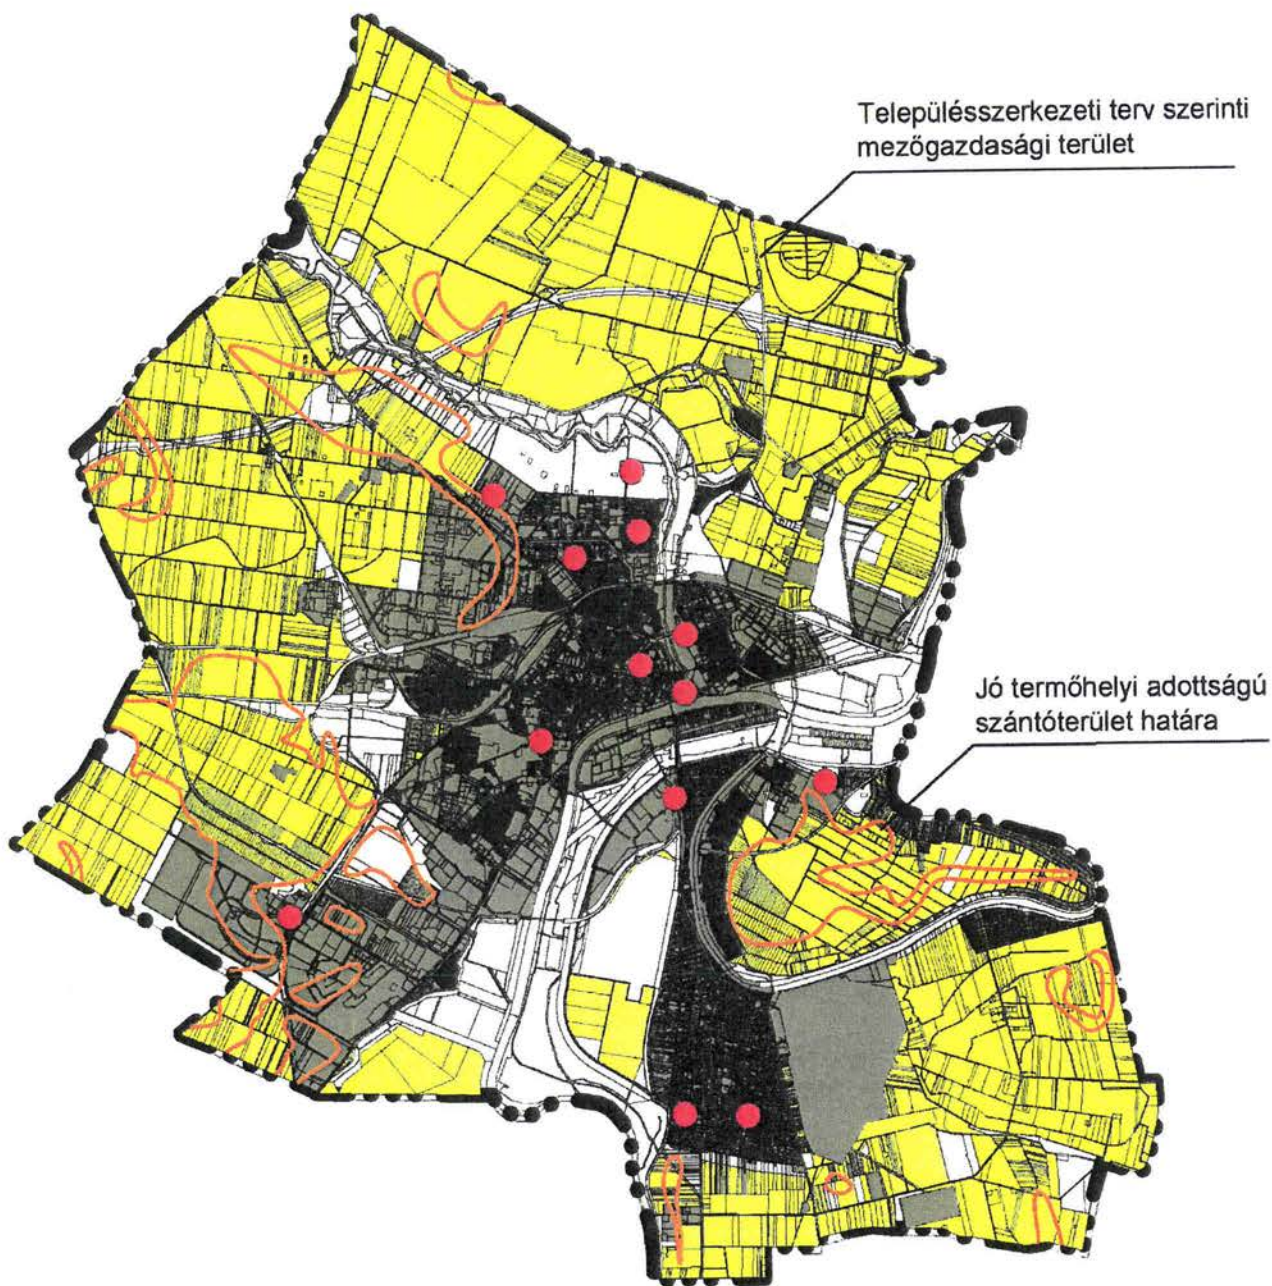 Településszerkezeti terv szerinti
mezőgazdasági terület
Jó termőhelyi adottságú
szántóterület határa